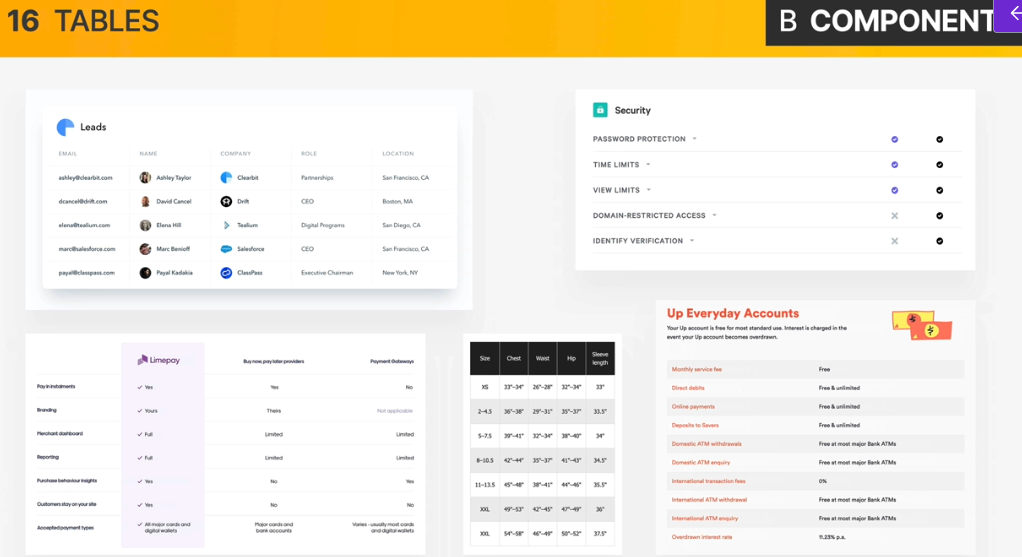 16 TABLES
B COMPONENT
Leads
EMAIL NAME COMPANY ROLE LOCATION
ashley@clearbit.com Ashley Taylor Clearbit Partnerships San Francisco, CA
dcancel@drift.com David Cancel Drift CEO Boston, MA
elena@tealium.com Elena Hill Tealium Digital Programs San Diego, CA
marc@salesforce.com Marc Benioff Salesforce CEO San Francisco, CA
payal@classpass.com Payal Kadakia ClassPass Executive Chairman New York, NY
Security
PASSWORD PROTECTION
TIME LIMITS
VIEW LIMITS
DOMAIN-RESTRICTED ACCESS
IDENTIFY VERIFICATION
Limepay Buy now, pay later providers Payment Gateways
Pay in instalments Yes Yes No
Branding Yours Theirs Not applicable
Merchant dashboard Full Limited Limited
Reporting Full Limited Limited
Purchase behaviour insights Yes No Yes
Customers stay on your site Yes No No
Accepted payment types All major cards and digital wallets Major cards and bank accounts Varies - usually most cards and digital wallets
Size Chest Waist Hip Sleeve length
XS 33"-34" 26"-28" 32"-34" 33"
2-4.5 36"-38" 29"-31" 35"-37" 33.5"
5-7.5 39"-41" 32"-34" 38"-40" 34"
8-10.5 42"-44" 35"-37" 41"-43" 34.5"
11-13.5 45"-48" 38"-41" 44"-46" 35.5"
XXL 49"-53" 42"-45" 47"-49" 36"
XXL 54"-58" 46"-49" 50"-52" 37.5"
Up Everyday Accounts
Your Up account is free for most standard use. Interest is charged in the
event your Up account becomes overdrawn.
Monthly service fee Free
Direct debits Free & unlimited
Online payments Free & unlimited
Deposits to Savers Free & unlimited
Domestic ATM withdrawals Free at most major Bank ATMs
Domestic ATM enquiry Free at most major Bank ATMs
International transaction fees 0%
International ATM withdrawal Free at most major Bank ATMs
International ATM enquiry Free at most major Bank ATMs
Overdrawn interest rate 11.23% p.s.